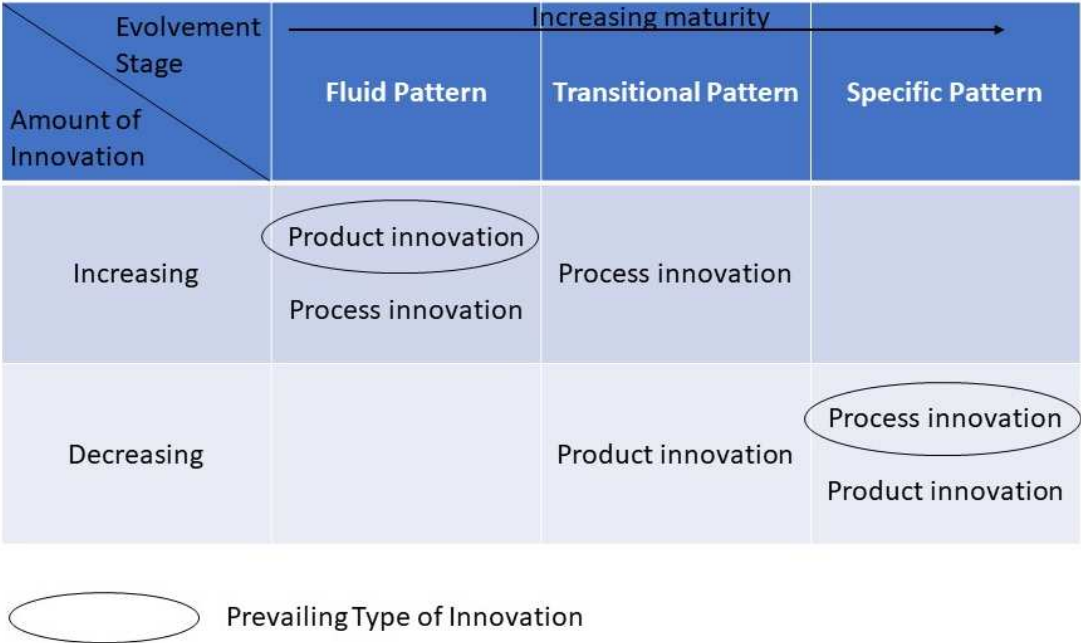 Evolvement
Stage
Amount of
Innovation
Increasing maturity
Fluid Pattern
Transitional Pattern
Specific Pattern
Increasing
Product innovation
Process innovation
Process innovation
Decreasing
Product innovation
Process innovation
Product innovation
Prevailing Type of Innovation